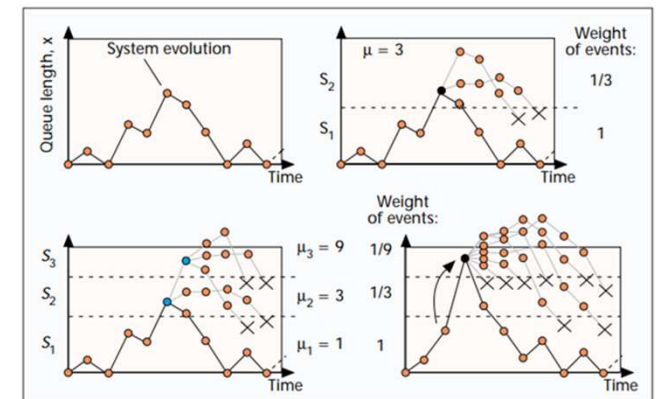 Queue length, x
System evolution
Time
μ = 3
Weight
of events:
S2
1/3
S1
1
Time
S3
μ3 = 9
S2
μ2 = 3
S1
μ1 = 1
Time
Weight
of events:
1/9
1/3
1
Time